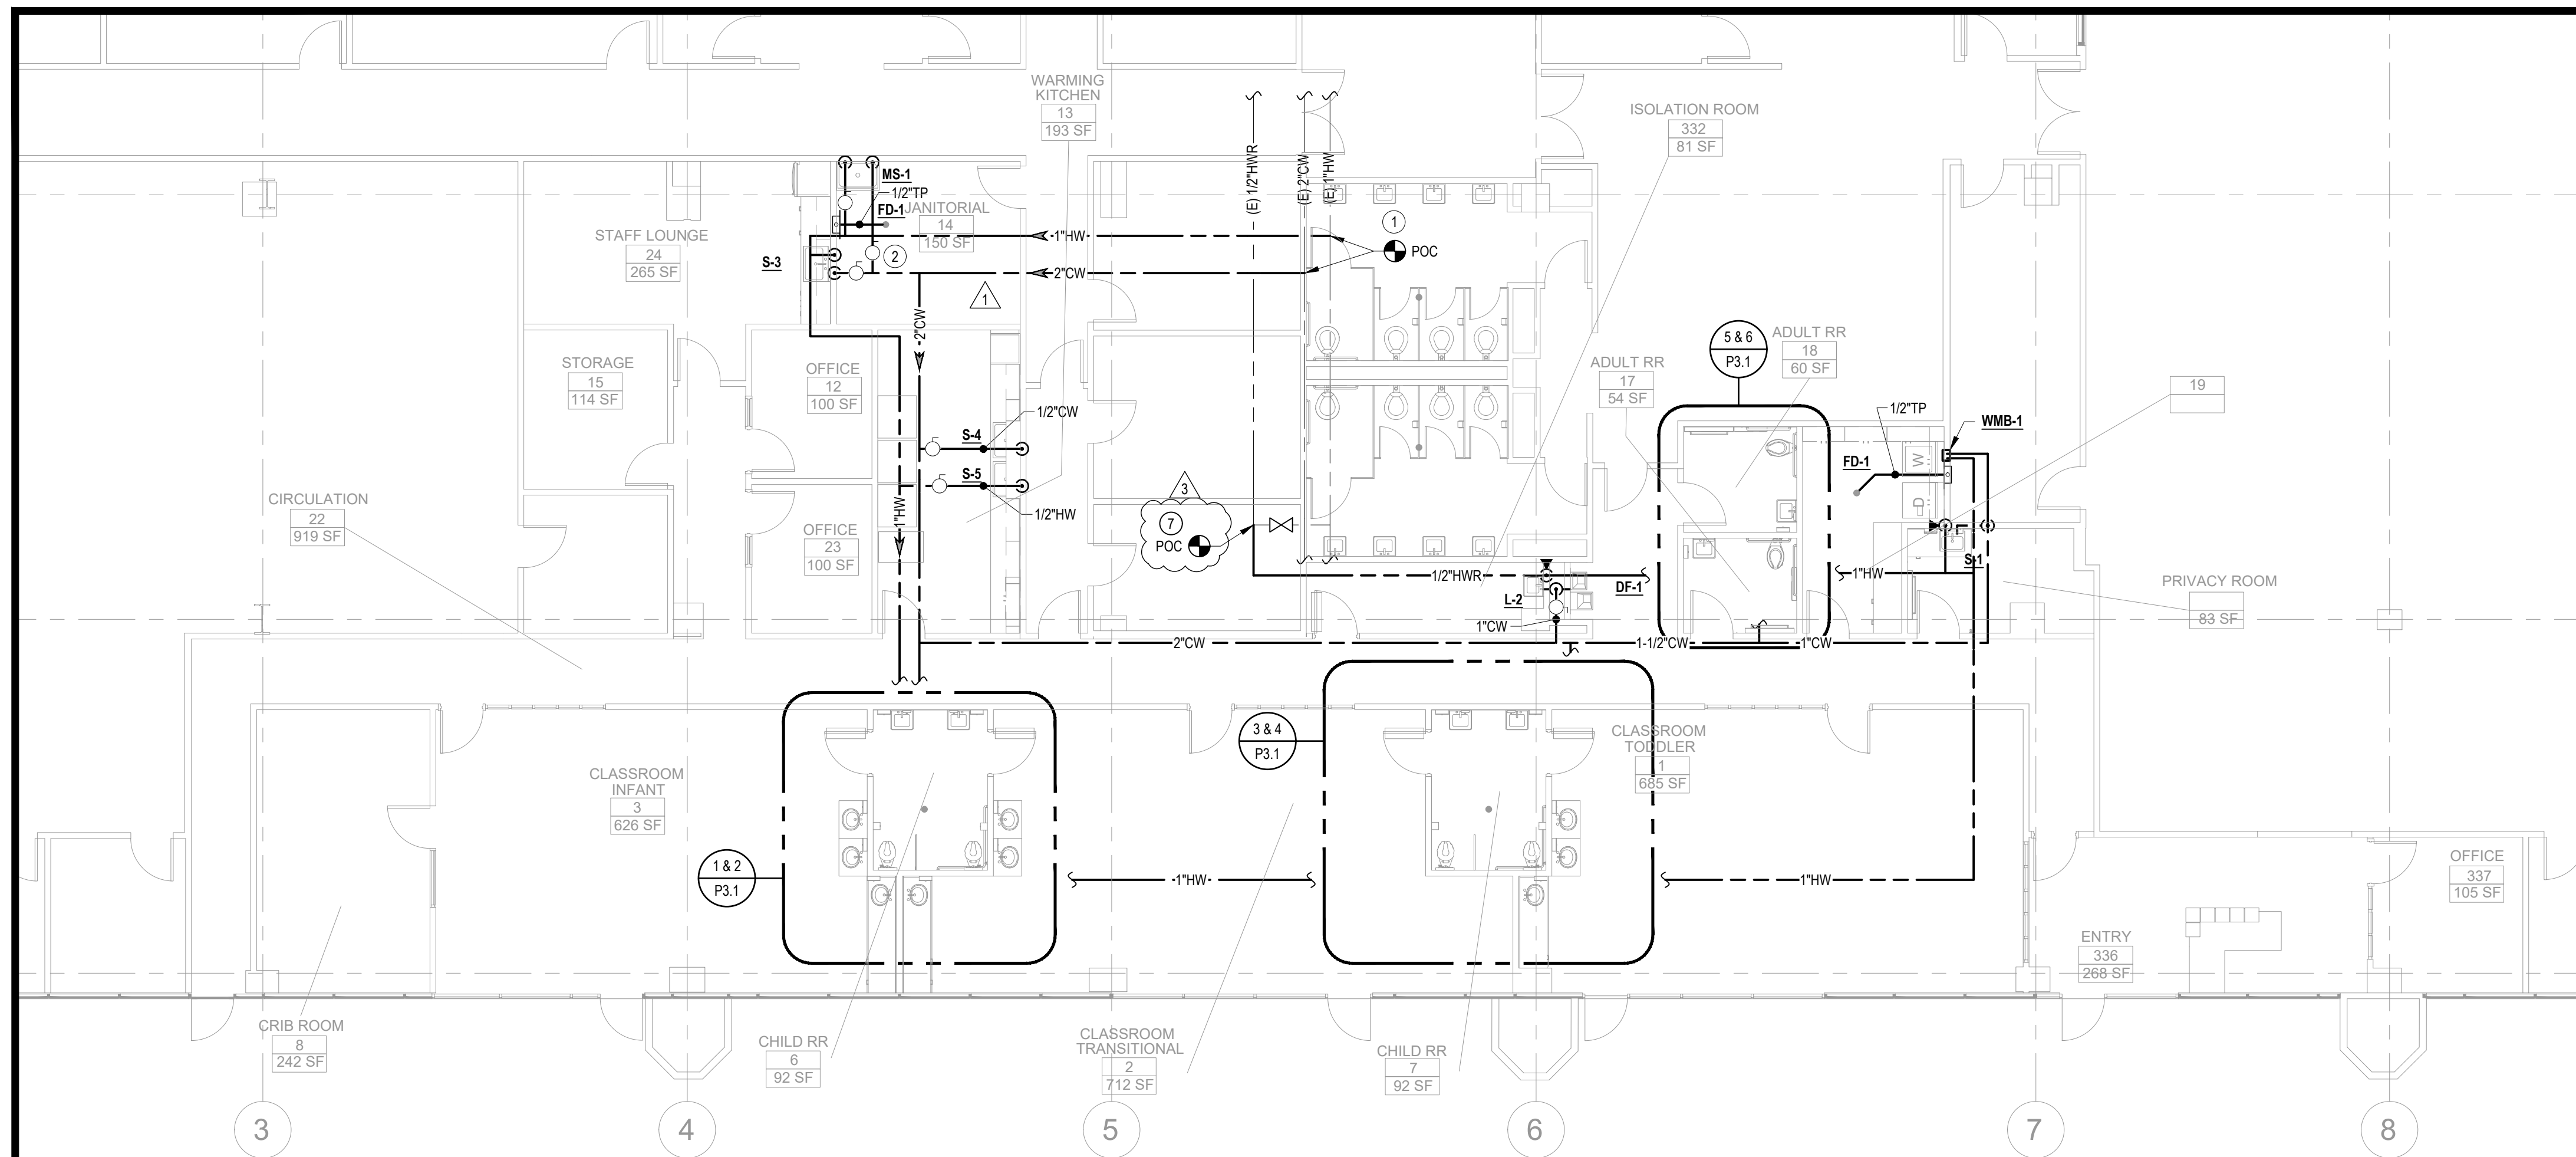 WARMING
KITCHEN
13
193 SF
ISOLATION ROOM
332
81 SF
(E) 1/2"HWR
(E) 2"CW
(E) 1"HW
MS-1
1/2"TP
FD-1
JANITORIAL
14
150 SF
STAFF LOUNGE
24
265 SF
S-3
2
1"HW
2"CW
1
POC
1
2"CW
STORAGE
15
114 SF
OFFICE
12
100 SF
5 & 6
P3.1
ADULT RR
18
60 SF
ADULT RR
17
54 SF
19
1/2"TP
WMB-1
FD-1
W
D
1/2"CW
S-4
S-5
1/2"HW
1"HW
CIRCULATION
22
919 SF
OFFICE
23
100 SF
3
7
POC
1/2"HWR
L-2
DF-1
1"CW
1"HW
S-1
PRIVACY ROOM
83 SF
2"CW
1-1/2"CW
1"CW
3 & 4
P3.1
CLASSROOM
TODDLER
1
685 SF
CLASSROOM
INFANT
3
626 SF
1 & 2
P3.1
1"HW
1"HW
OFFICE
337
105 SF
ENTRY
336
268 SF
CRIB ROOM
8
242 SF
CHILD RR
6
92 SF
CLASSROOM
TRANSITIONAL
2
712 SF
CHILD RR
7
92 SF
3
4
5
6
7
8